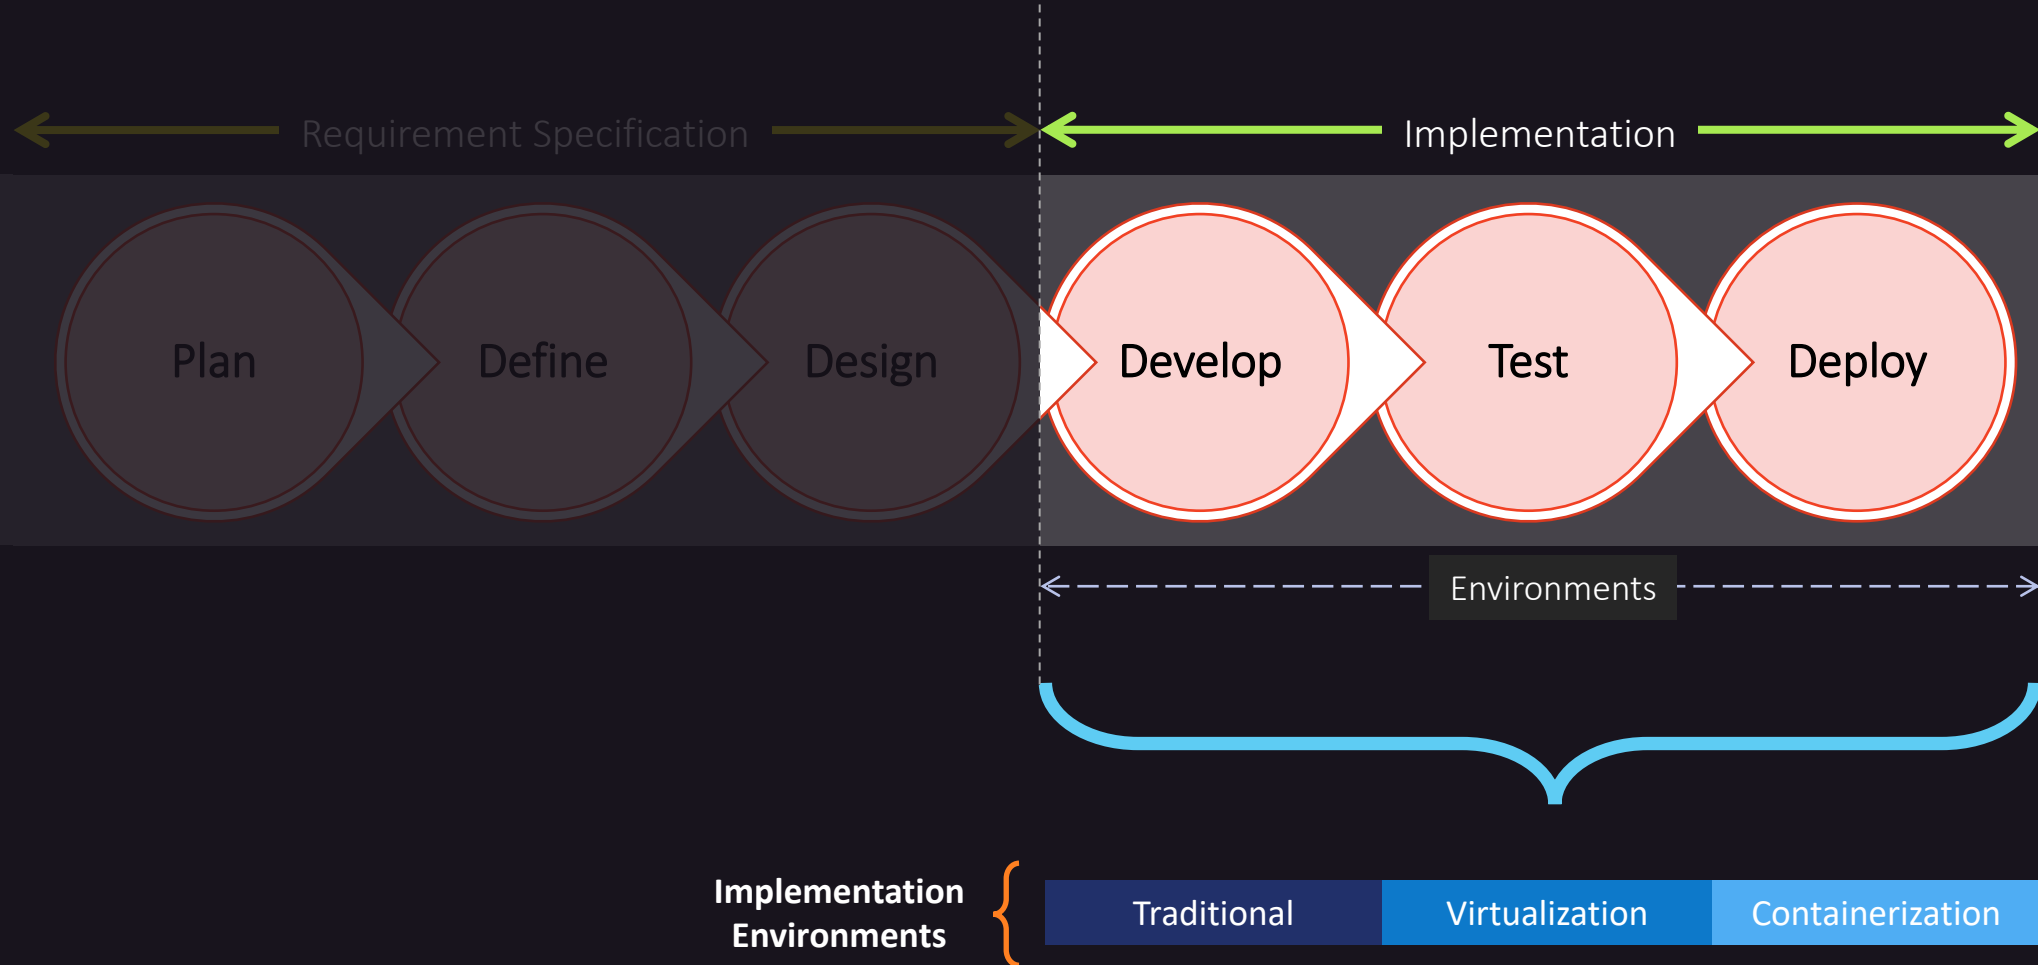 Requirement Specification
Implementation
Plan
Define
Design
Develop
Test
Deploy
Environments
Implementation
Environments
Traditional
Virtualization
Containerization